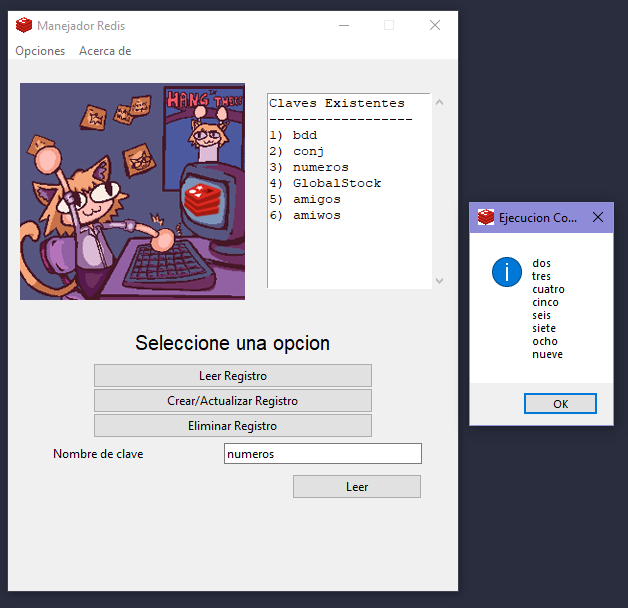 Manejador Redis
Opciones Acerca de
HANG IN THERE
Claves Existentes
------------------
1) bdd
2) conj
3) numeros
4) GlobalStock
5) amigos
6) amiwos
Seleccione una opcion
Leer Registro
Crear/Actualizar Registro
Eliminar Registro
Nombre de clave numeros
Leer
Ejecucion Co...
dos
tres
cuatro
cinco
seis
siete
ocho
nueve
OK